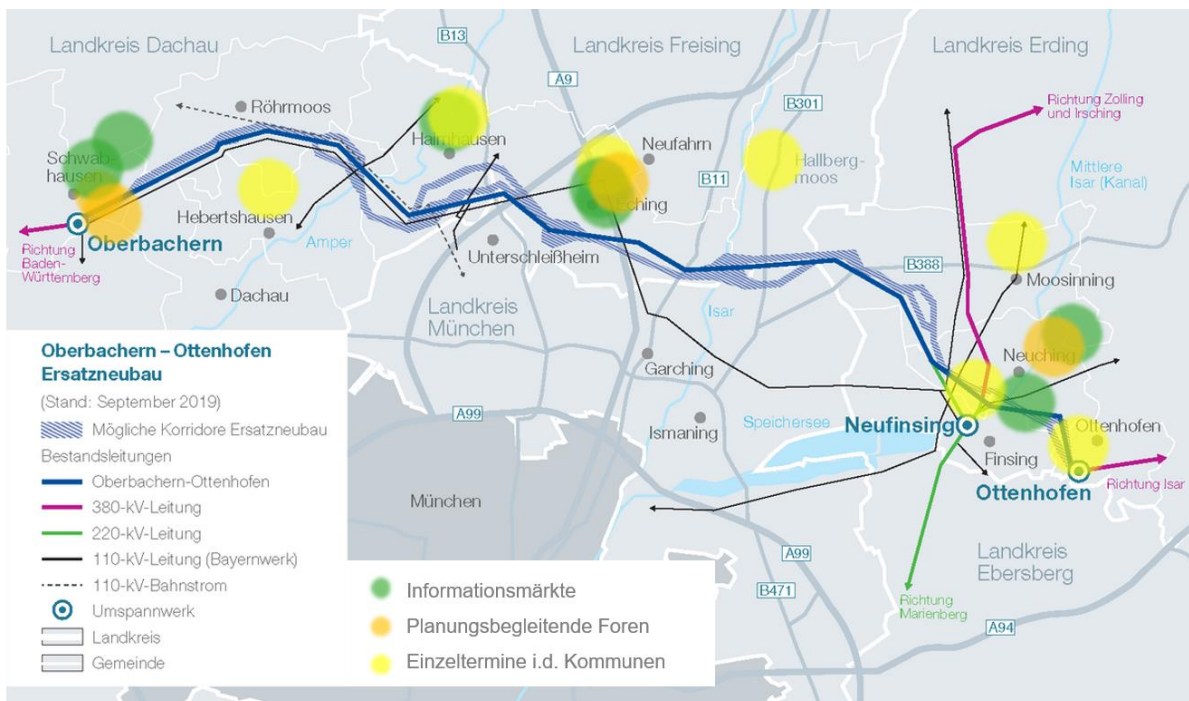 Landkreis Dachau
B13
Landkreis Freising
Landkreis Erding
A9
B301
Röhrmoos
Richtung Zolling
und Irsching
Haimhausen
Neufahrn
Schwab-
hausen
Hallberg-
moos
B11
Mittlere
Isar (Kanal)
Hebertshausen
Eching
Oberbachern
Amper
Richtung
Baden-
Württemberg
Unterschleißheim
B388
Moosinning
Dachau
Landkreis
München
Isar
Oberbachern – Ottenhofen
Ersatzneubau
(Stand: September 2019)
Mögliche Korridore Ersatzneubau
Bestandsleitungen
Oberbachern-Ottenhofen
380-kV-Leitung
220-kV-Leitung
110-kV-Leitung (Bayernwerk)
110-kV-Bahnstrom
Umspannwerk
Landkreis
Gemeinde
Garching
Neuching
A99
Ismaning
Speichersee
Neufinsing
Ottenhofen
Finsing
Ottenhofen
Richtung Isar
München
A99
Landkreis
Ebersberg
B471
Richtung
Marienberg
A94
Informationsmärkte
Planungsbegleitende Foren
Einzeltermine i.d. Kommunen